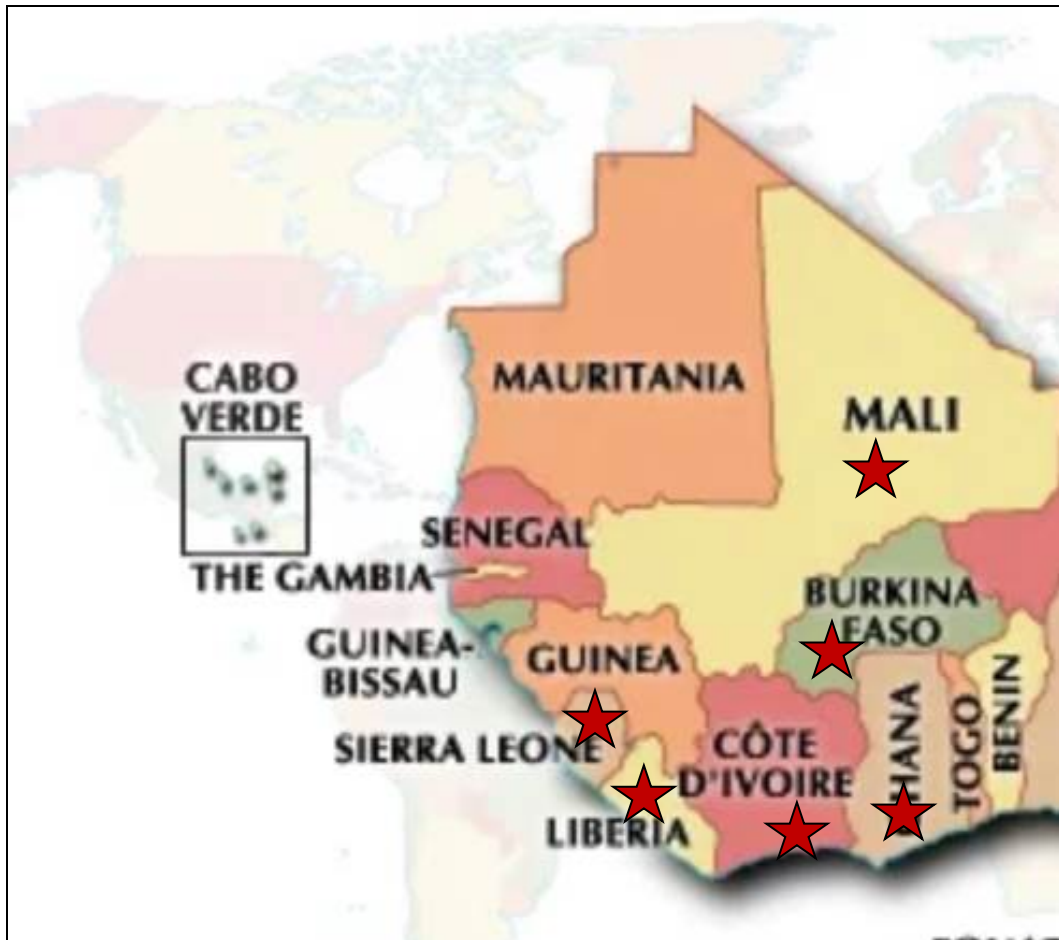 CABO
VERDE
MAURITANIA
MALI
SENEGAL
THE GAMBIA
BURKINA
FASO
GUINEA-
BISSAU
GUINEA
SIERRA LEONE
CÔTE
D'IVOIRE
LIBERIA
GHANA
TOGO
BENIN